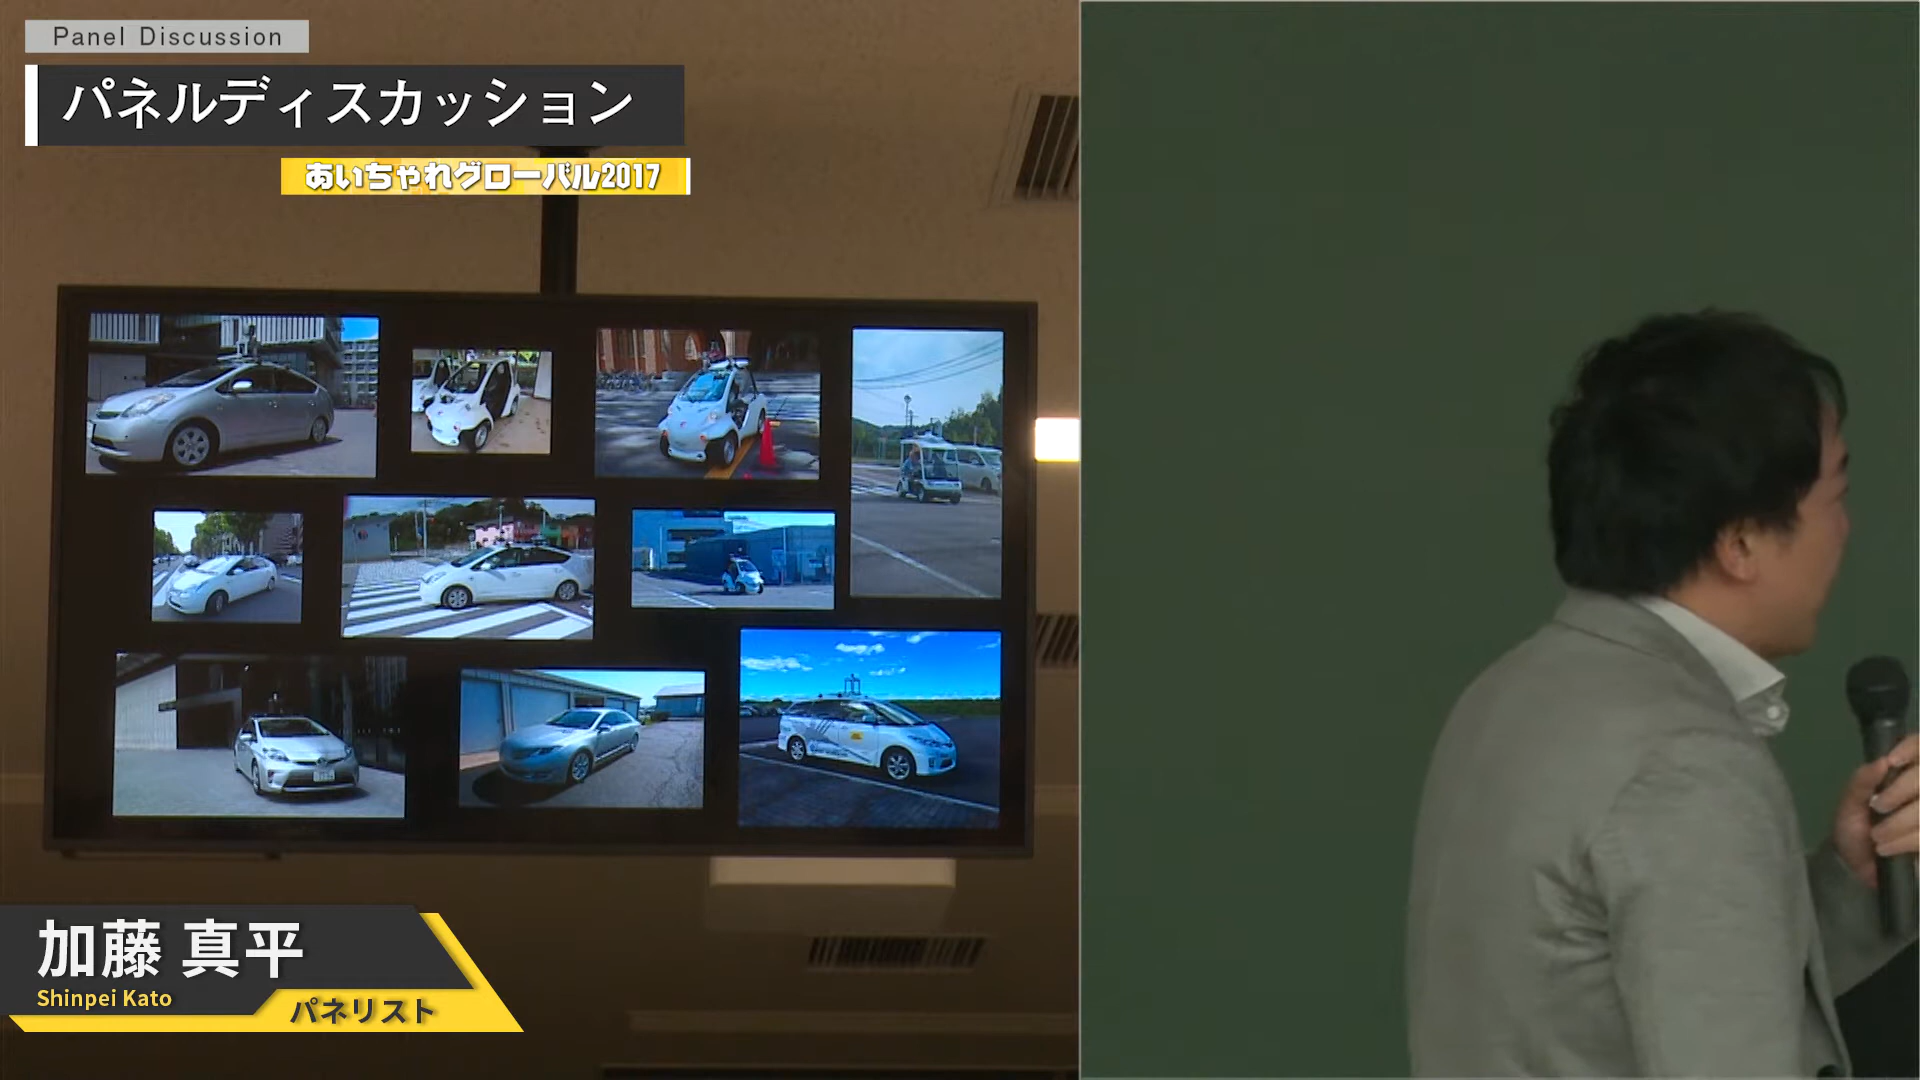 Panel Discussion
パネルディスカッション
あいちゃれグローバル2017
加藤 真平
Shinpei Kato
パネリスト